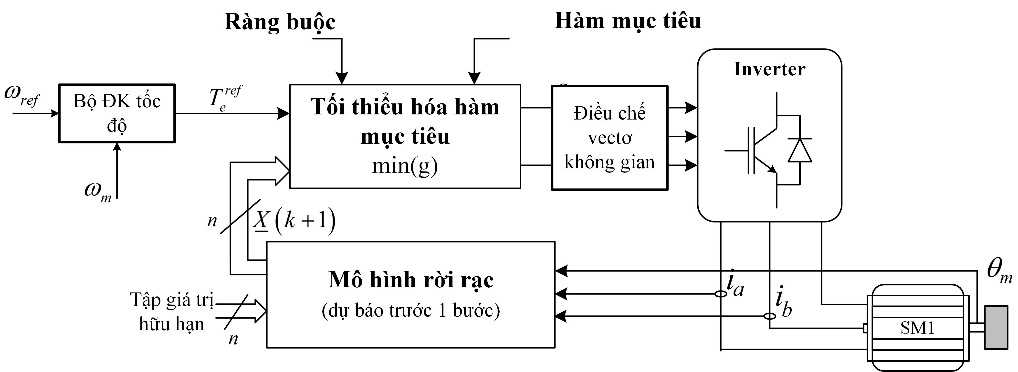 Ràng buộc
Hàm mục tiêu
Inverter
ω_ref
Bộ ĐK tốc
độ
T_e^ref
Tối thiểu hóa hàm
mục tiêu
min(g)
Điều chế
vectơ
không gian
ω_m
n
X(k+1)
Mô hình rời rạc
(dự báo trước 1 bước)
Tập giá trị
hữu hạn
n
i_a
i_b
θ_m
SM1